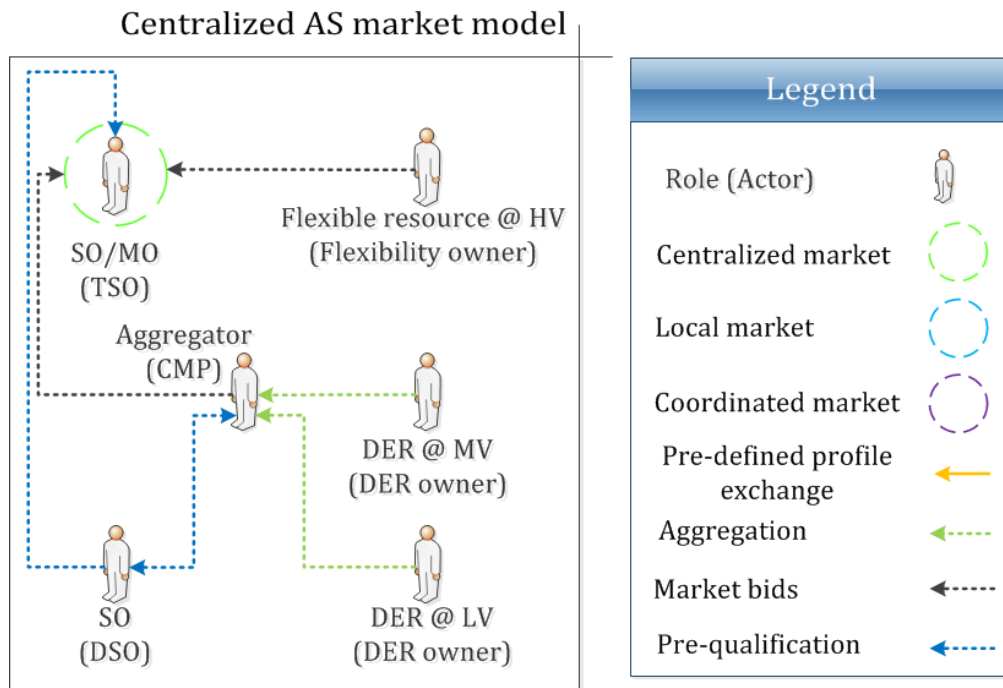 Centralized AS market model
SO/MO
(TSO)
Flexible resource @ HV
(Flexibility owner)
Aggregator
(CMP)
DER @ MV
(DER owner)
SO
(DSO)
DER @ LV
(DER owner)
Legend
Role (Actor)
Centralized market
Local market
Coordinated market
Pre-defined profile
exchange
Aggregation
Market bids
Pre-qualification